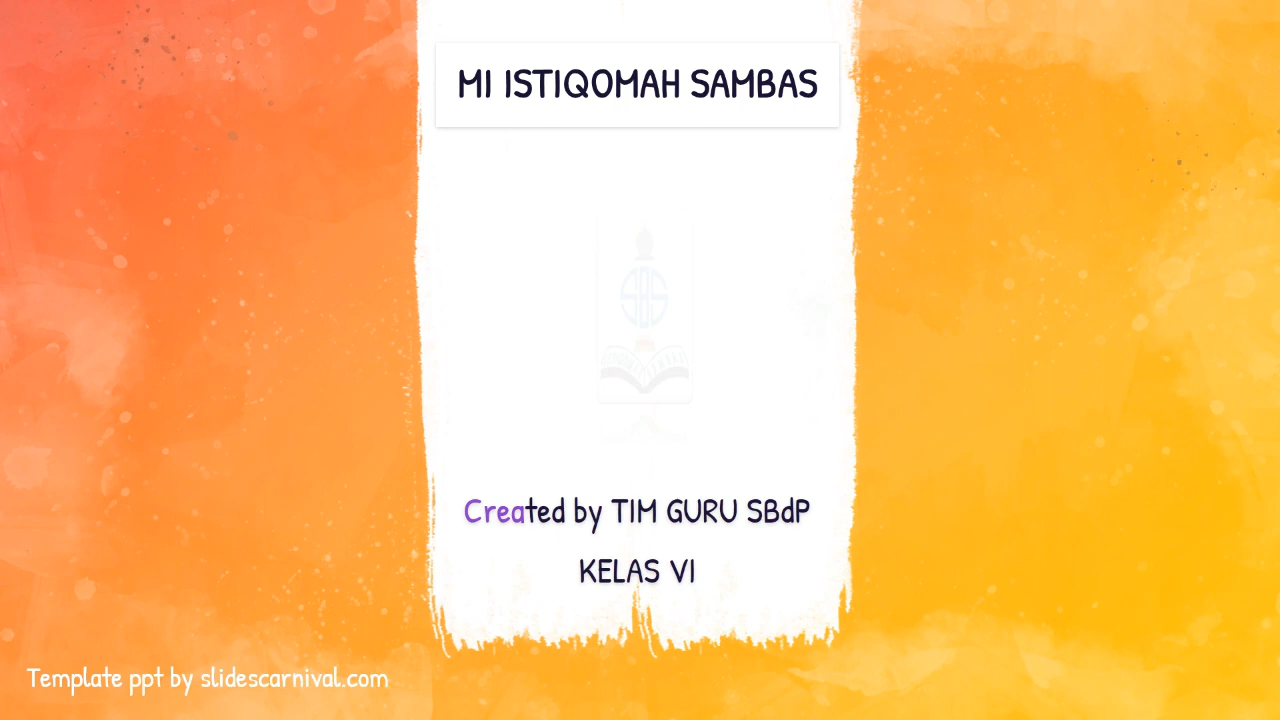 MI ISTIQOMAH SAMBAS
Created by TIM GURU SBdP
KELAS VI
Template ppt by slidescarnival.com